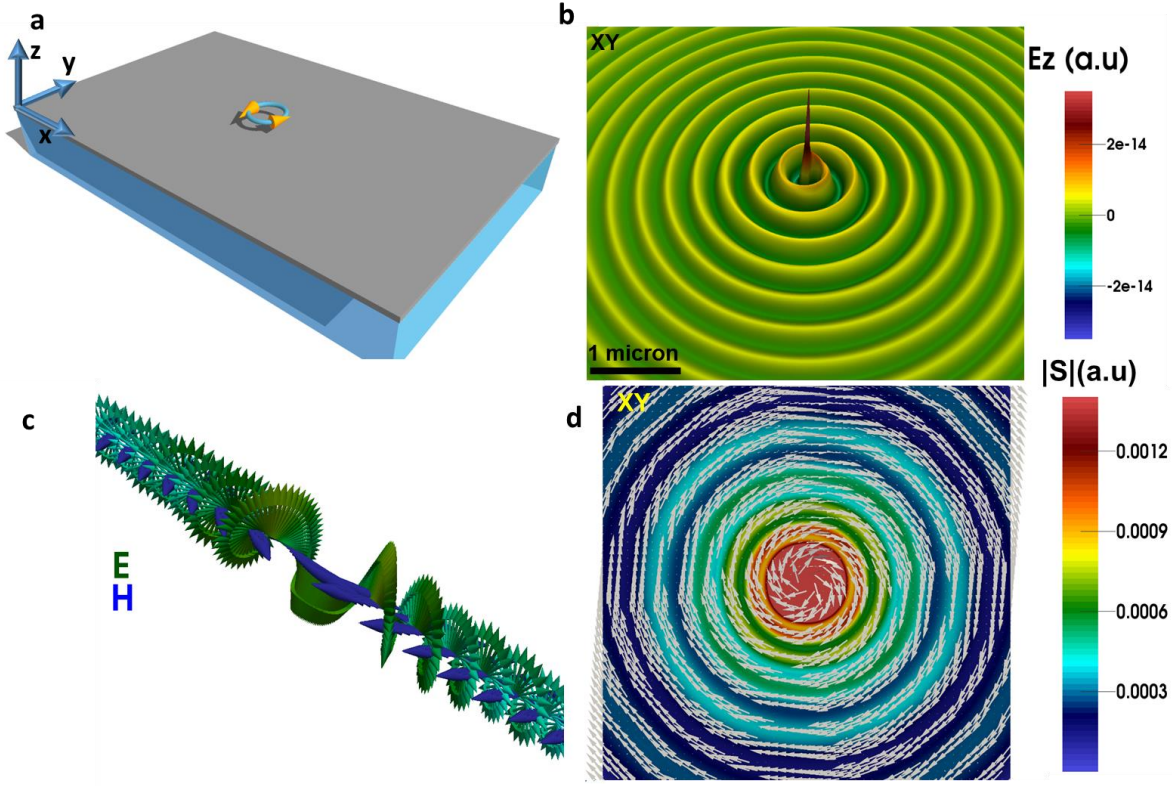 a
z
y
x
b
XY
Ez (a.u)
2e-14
0
-2e-14
1 micron
c
E
H
d
XY
|S|(a.u)
0.0012
0.0009
0.0006
0.0003